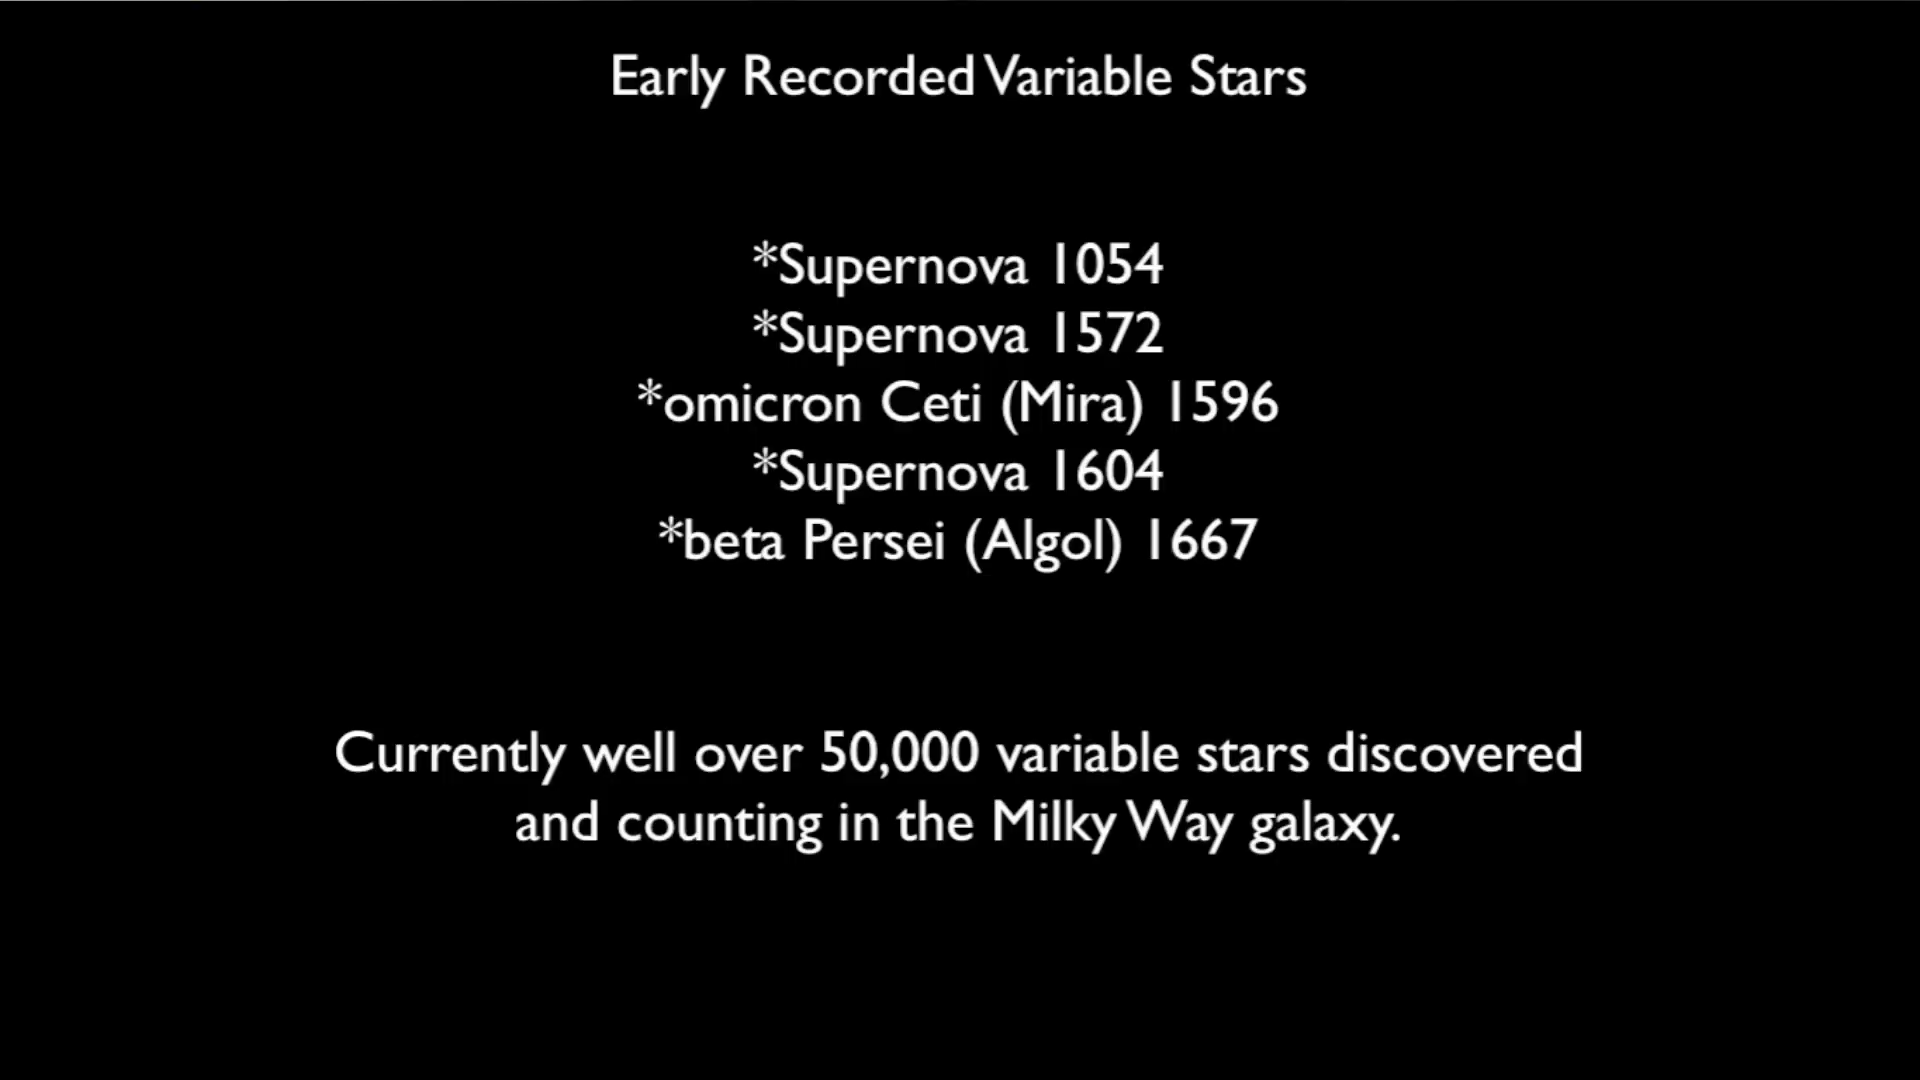 Early Recorded Variable Stars
*Supernova 1054
*Supernova 1572
*omicron Ceti (Mira) 1596
*Supernova 1604
*beta Persei (Algol) 1667
Currently well over 50,000 variable stars discovered
and counting in the Milky Way galaxy.